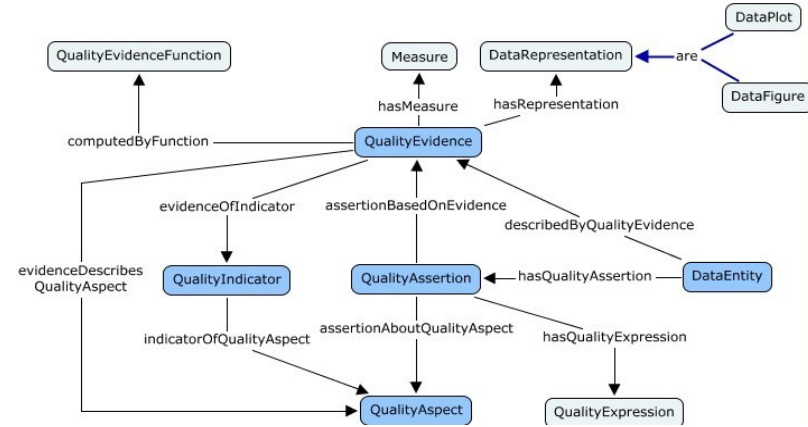 DataPlot
QualityEvidenceFunction
Measure
DataRepresentation
are
DataFigure
hasMeasure
hasRepresentation
computedByFunction
QualityEvidence
evidenceOfIndicator
assertionBasedOnEvidence
describedByQualityEvidence
evidenceDescribes
QualityAspect
QualityIndicator
QualityAssertion
hasQualityAssertion
DataEntity
indicatorOfQualityAspect
assertionAboutQualityAspect
hasQualityExpression
QualityAspect
QualityExpression